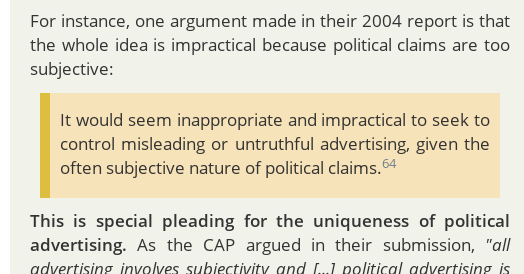 For instance, one argument made in their 2004 report is that
the whole idea is impractical because political claims are too
subjective:
It would seem inappropriate and impractical to seek to
control misleading or untruthful advertising, given the
often subjective nature of political claims.64
This is special pleading for the uniqueness of political
advertising. As the CAP argued in their submission, "all
advertising involves subjectivity and [...] political advertising is